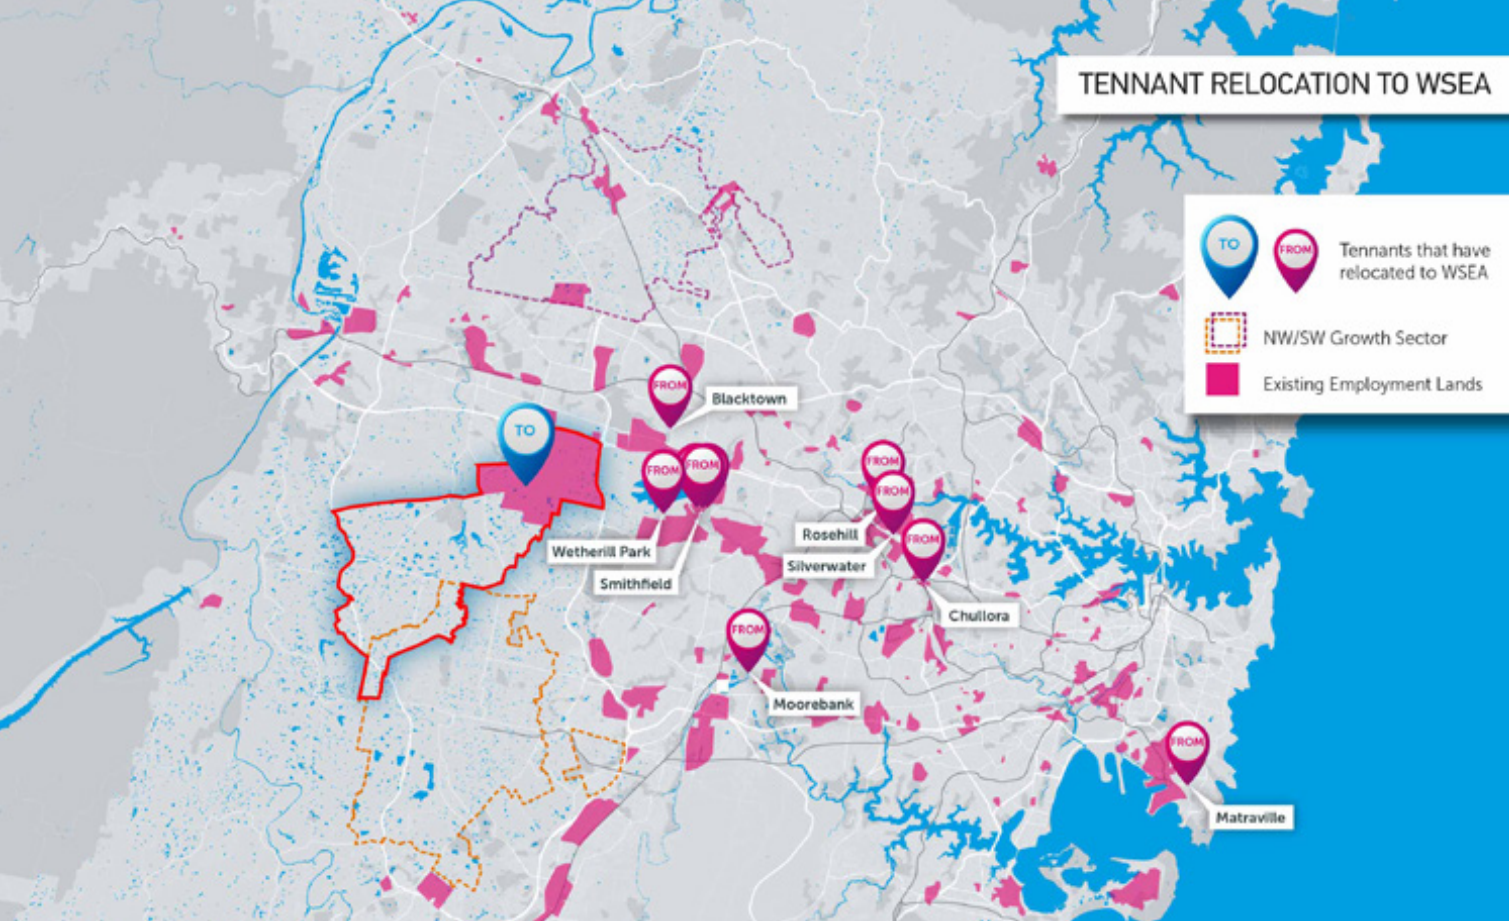 TENNANT RELOCATION TO WSEA
TO
FROM
Tennants that have
relocated to WSEA
NW/SW Growth Sector
Existing Employment Lands
FROM
Blacktown
TO
FROM
FROM
FROM
FROM
Rosehill
Wetherill Park
FROM
Silverwater
Smithfield
Chullora
FROM
Moorebank
FROM
Matraville